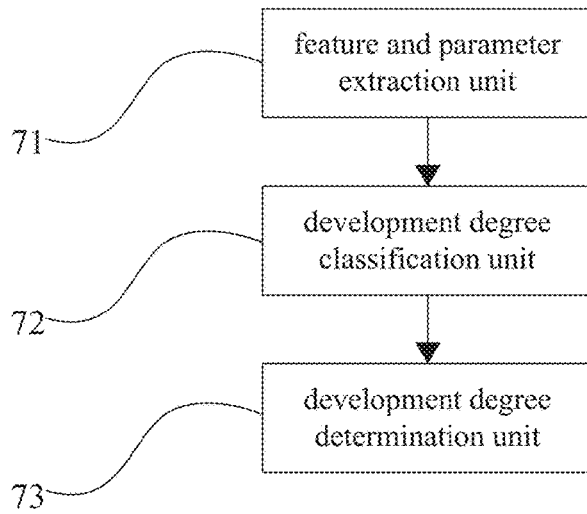 feature and parameter
extraction unit
71
development degree
classification unit
72
development degree
determination unit
73